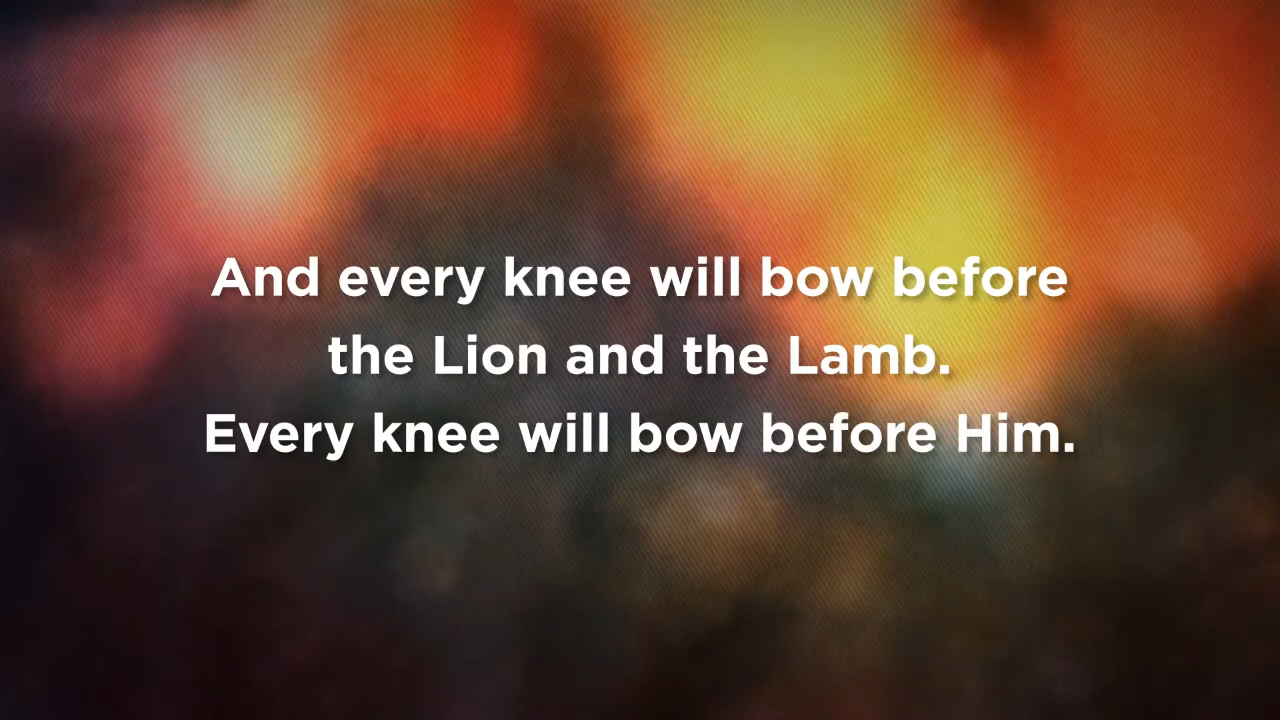 And every knee will bow before
the Lion and the Lamb.
Every knee will bow before Him.